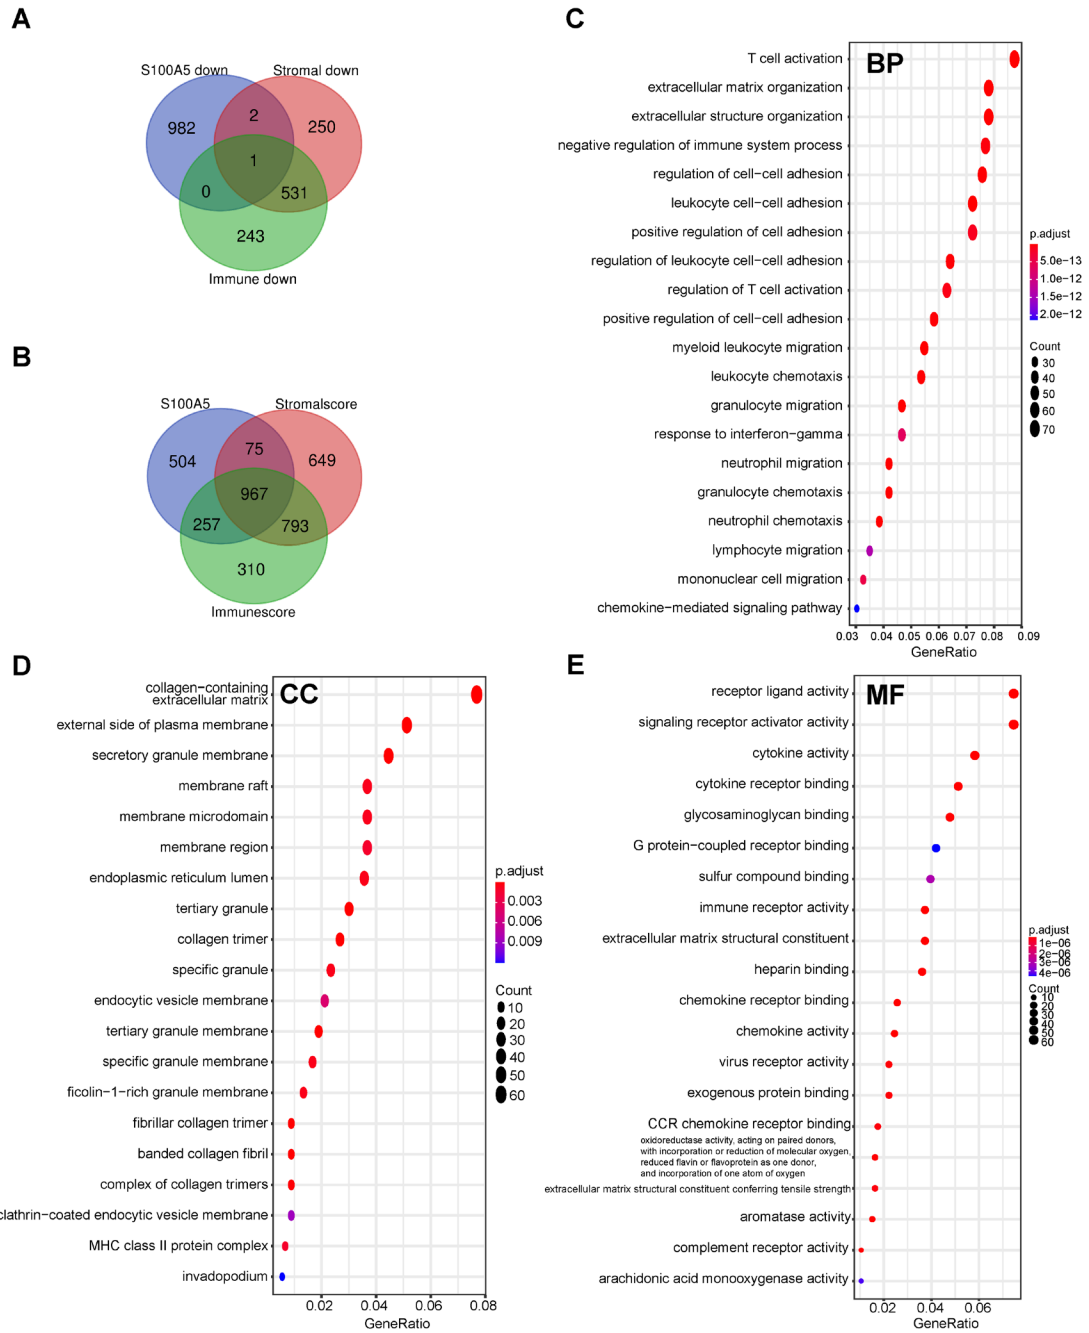 A
S100A5 down
Stromal down
982
2
250
1
0
531
243
Immune down
B
S100A5
Stromalscore
504
75
649
967
257
793
310
Immunescore
C
BP
T cell activation
extracellular matrix organization
extracellular structure organization
negative regulation of immune system process
regulation of cell−cell adhesion
leukocyte cell−cell adhesion
positive regulation of cell adhesion
regulation of leukocyte cell−cell adhesion
regulation of T cell activation
positive regulation of cell−cell adhesion
myeloid leukocyte migration
leukocyte chemotaxis
granulocyte migration
response to interferon−gamma
neutrophil migration
granulocyte chemotaxis
neutrophil chemotaxis
lymphocyte migration
mononuclear cell migration
chemokine−mediated signaling pathway
0.03 0.04 0.05 0.06 0.07 0.08 0.09
GeneRatio
p.adjust
5.0e−13
1.0e−12
1.5e−12
2.0e−12
Count
30
40
50
60
70
D
CC
collagen−containing
extracellular matrix
external side of plasma membrane
secretory granule membrane
membrane raft
membrane microdomain
membrane region
endoplasmic reticulum lumen
tertiary granule
collagen trimer
specific granule
endocytic vesicle membrane
tertiary granule membrane
specific granule membrane
ficolin−1−rich granule membrane
fibrillar collagen trimer
banded collagen fibril
complex of collagen trimers
clathrin−coated endocytic vesicle membrane
MHC class II protein complex
invadopodium
0.02 0.04 0.06 0.08
GeneRatio
p.adjust
0.003
0.006
0.009
Count
10
20
30
40
50
60
E
MF
receptor ligand activity
signaling receptor activator activity
cytokine activity
cytokine receptor binding
glycosaminoglycan binding
G protein−coupled receptor binding
sulfur compound binding
immune receptor activity
extracellular matrix structural constituent
heparin binding
chemokine receptor binding
chemokine activity
virus receptor activity
exogenous protein binding
CCR chemokine receptor binding
oxidoreductase activity, acting on paired donors,
with incorporation or reduction of molecular oxygen,
reduced flavin or flavoprotein as one donor,
and incorporation of one atom of oxygen
extracellular matrix structural constituent conferring tensile strength
aromatase activity
complement receptor activity
arachidonic acid monooxygenase activity
0.02 0.04 0.06
GeneRatio
p.adjust
1e−06
2e−06
3e−06
4e−06
Count
10
20
30
40
50
60